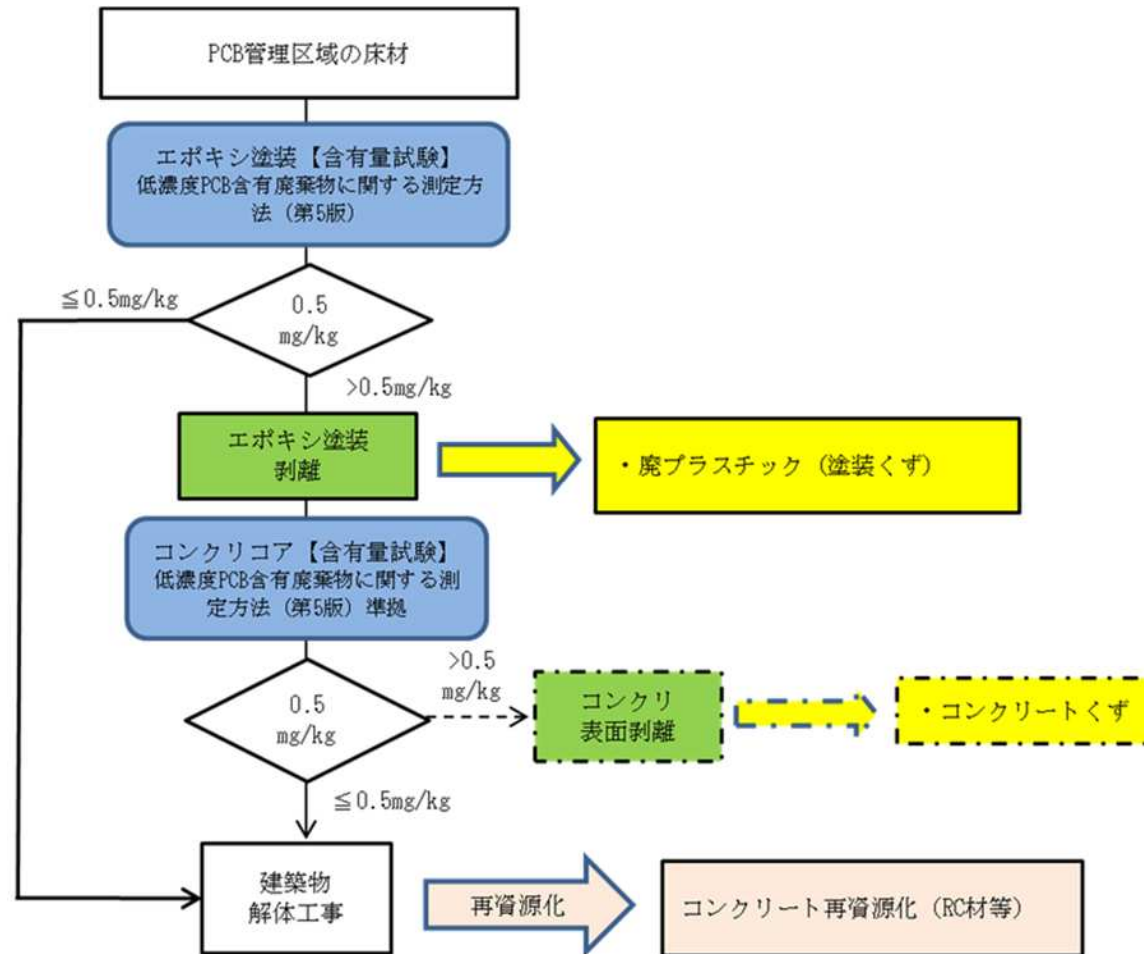 PCB管理区域の床材
エポキシ塗装【含有量試験】
低濃度PCB含有廃棄物に関する測定方
法（第5版）
≦0.5mg/kg
0.5
mg/kg
>0.5mg/kg
エポキシ塗装
剥離
・廃プラスチック（塗装くず）
コンクリコア【含有量試験】
低濃度PCB含有廃棄物に関する測
定方法（第5版）準拠
>0.5
mg/kg
0.5
mg/kg
コンクリ
表面剥離
・コンクリートくず
≦0.5mg/kg
建築物
解体工事
再資源化
コンクリート再資源化（RC材等）